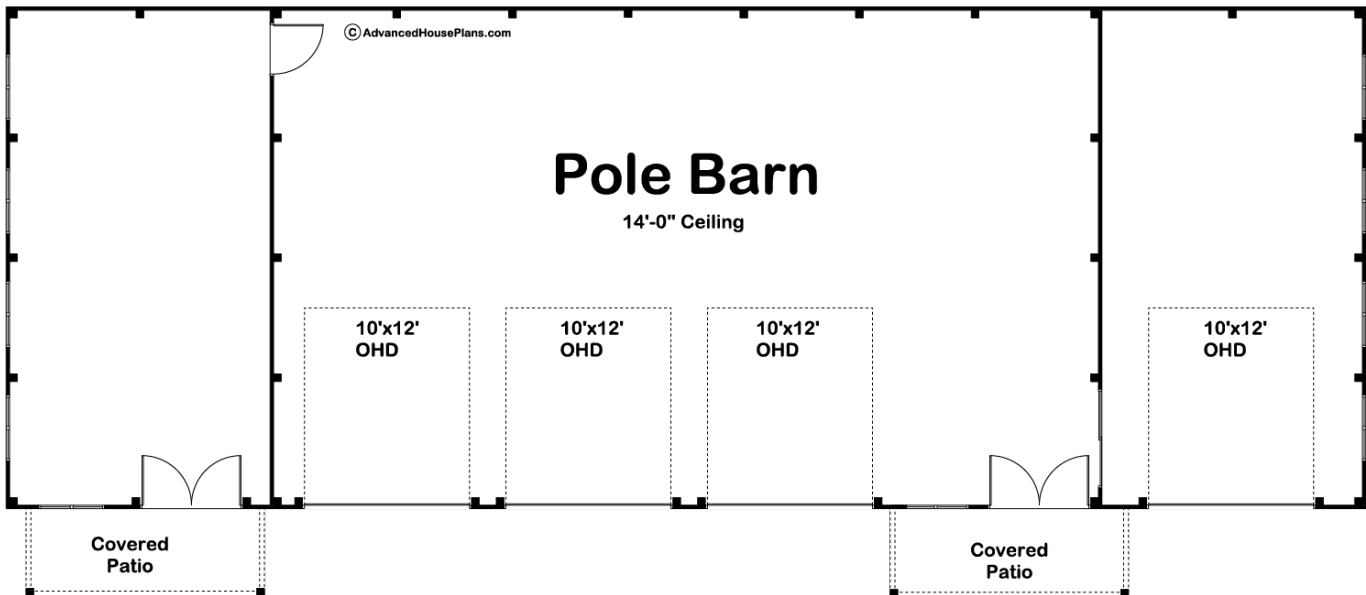 © AdvancedHousePlans.com
Pole Barn
14'-0" Ceiling
10'x12'
OHD
10'x12'
OHD
10'x12'
OHD
10'x12'
OHD
Covered
Patio
Covered
Patio